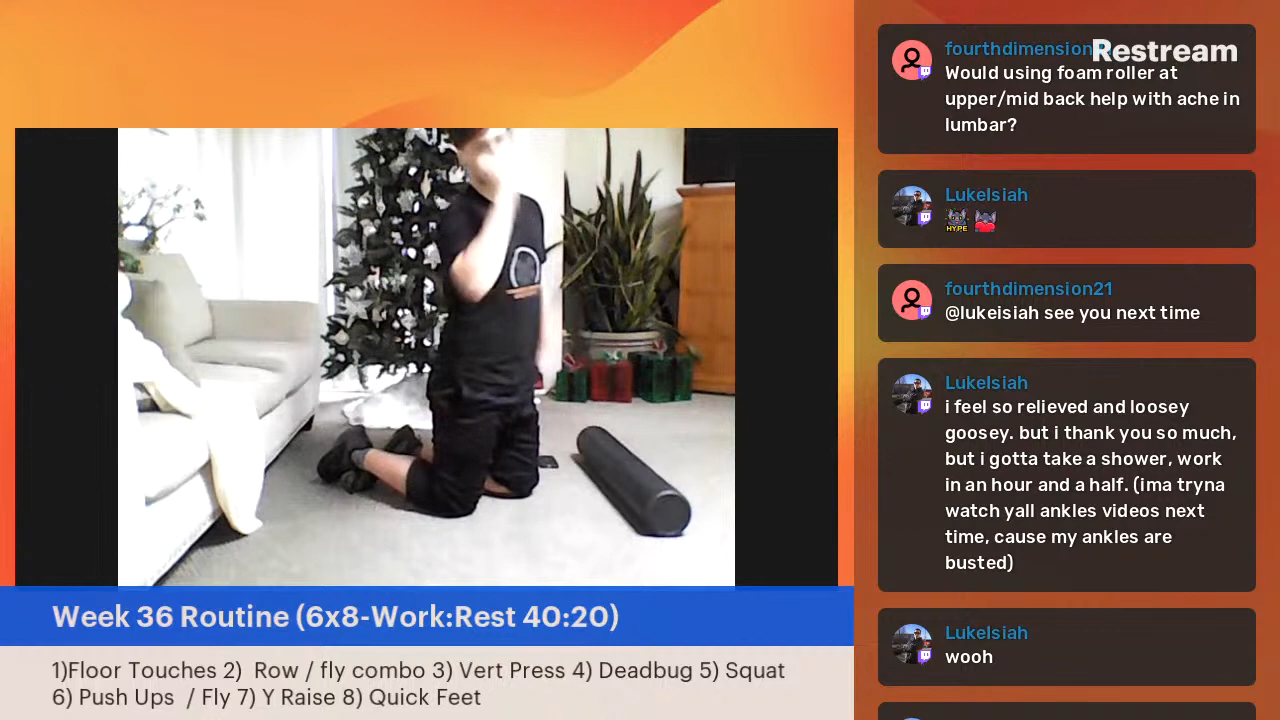 fourthdimension
Restream
Would using foam roller at
upper/mid back help with ache in
lumbar?
LukeIsiah
HYPE
fourthdimension21
@lukeisiah see you next time
LukeIsiah
i feel so relieved and loosey
goosey. but i thank you so much,
but i gotta take a shower, work
in an hour and a half. (ima tryna
watch yall ankles videos next
time, cause my ankles are
busted)
LukeIsiah
wooh
Week 36 Routine (6x8-Work:Rest 40:20)
1)Floor Touches 2)  Row / fly combo 3) Vert Press 4) Deadbug 5) Squat
6) Push Ups  / Fly 7) Y Raise 8) Quick Feet